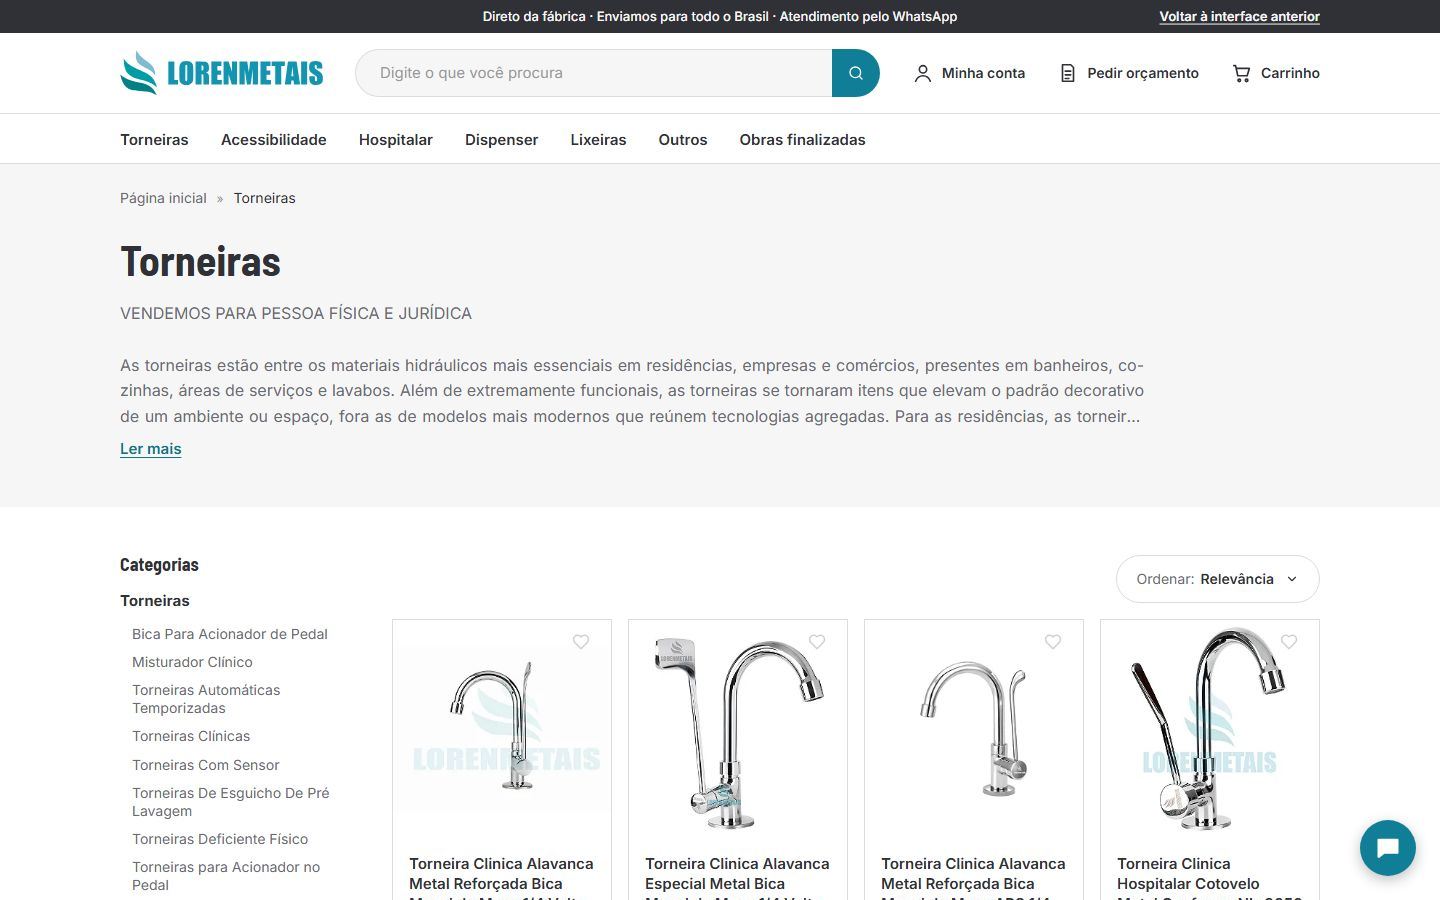 Direto da fábrica · Enviamos para todo o Brasil · Atendimento pelo WhatsApp
Voltar à interface anterior
LORENMETAIS
Digite o que você procura
Minha conta
Pedir orçamento
Carrinho
Torneiras
Acessibilidade
Hospitalar
Dispenser
Lixeiras
Outros
Obras finalizadas
Página inicial » Torneiras
Torneiras
VENDEMOS PARA PESSOA FÍSICA E JURÍDICA
As torneiras estão entre os materiais hidráulicos mais essenciais em residências, empresas e comércios, presentes em banheiros, co-
zinhas, áreas de serviços e lavabos. Além de extremamente funcionais, as torneiras se tornaram itens que elevam o padrão decorativo
de um ambiente ou espaço, fora as de modelos mais modernos que reúnem tecnologias agregadas. Para as residências, as torneir...
Ler mais
Categorias
Torneiras
Bica Para Acionador de Pedal
Misturador Clínico
Torneiras Automáticas
Temporizadas
Torneiras Clínicas
Torneiras Com Sensor
Torneiras De Esguicho De Pré
Lavagem
Torneiras Deficiente Físico
Torneiras para Acionador no
Pedal
Ordenar: Relevância
LORENMETAIS
LORENMETAIS
LORENMETAIS
Torneira Clinica Alavanca
Metal Reforçada Bica
Torneira Clinica Alavanca
Especial Metal Bica
Torneira Clinica Alavanca
Metal Reforçada Bica
Torneira Clinica
Hospitalar Cotovelo